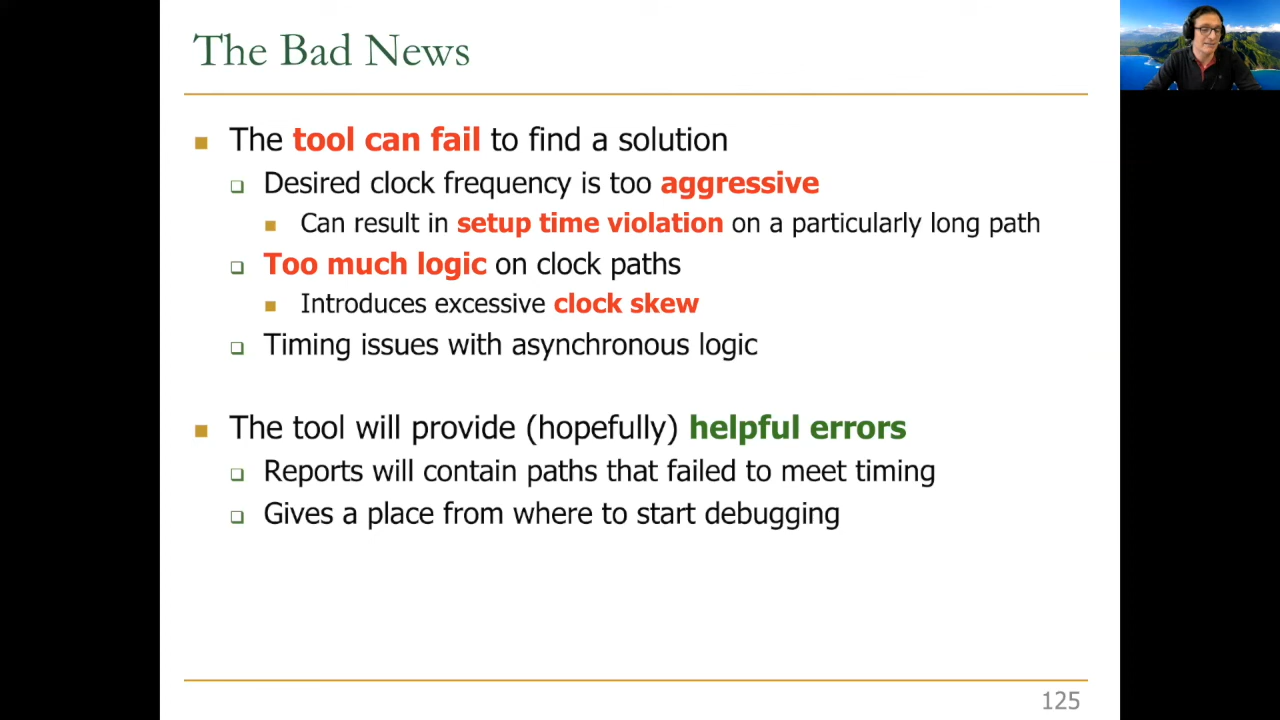 The Bad News
The tool can fail to find a solution
Desired clock frequency is too aggressive
Can result in setup time violation on a particularly long path
Too much logic on clock paths
Introduces excessive clock skew
Timing issues with asynchronous logic
The tool will provide (hopefully) helpful errors
Reports will contain paths that failed to meet timing
Gives a place from where to start debugging
125